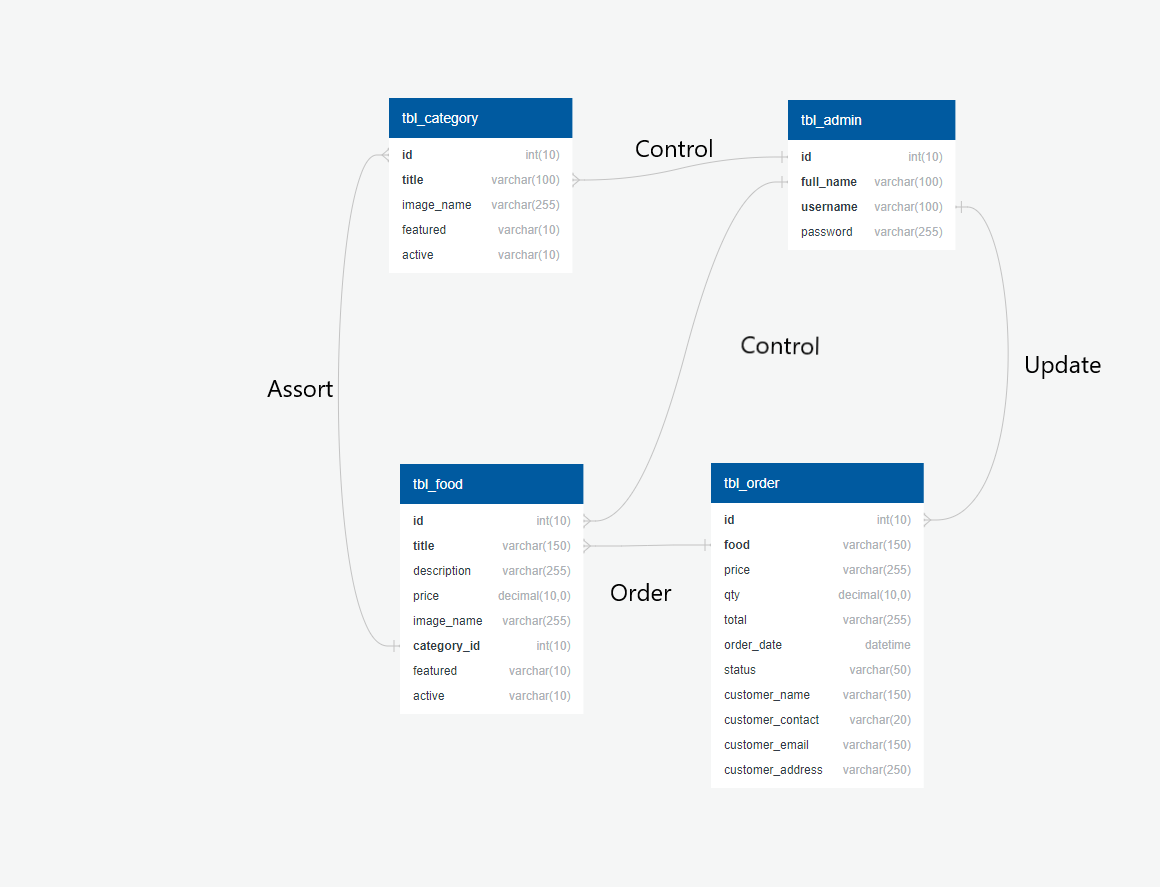 tbl_category
id int(10)
title varchar(100)
image_name varchar(255)
featured varchar(10)
active varchar(10)
Control
tbl_admin
id int(10)
full_name varchar(100)
username varchar(100)
password varchar(255)
Control
Update
Assort
tbl_food
id int(10)
title varchar(150)
description varchar(255)
price decimal(10,0)
image_name varchar(255)
category_id int(10)
featured varchar(10)
active varchar(10)
Order
tbl_order
id int(10)
food varchar(150)
price varchar(255)
qty decimal(10,0)
total varchar(255)
order_date datetime
status varchar(50)
customer_name varchar(150)
customer_contact varchar(20)
customer_email varchar(150)
customer_address varchar(250)